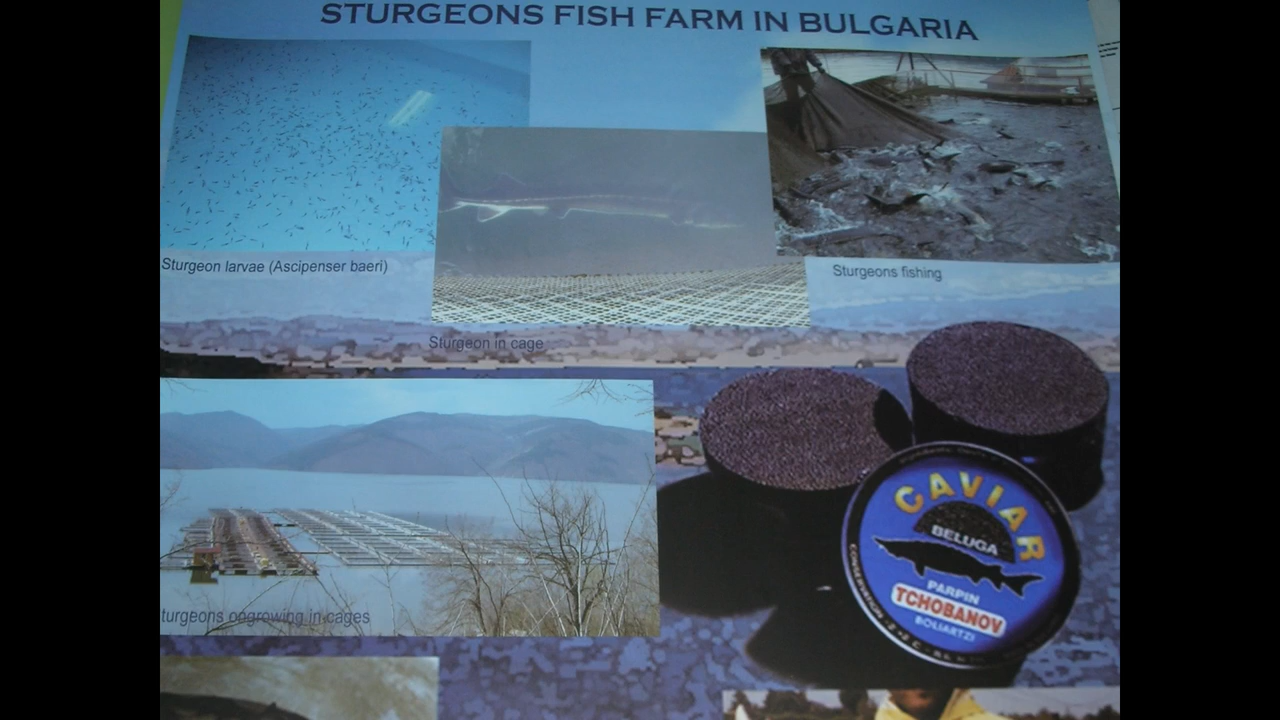 STURGEONS FISH FARM IN BULGARIA
Sturgeon larvae (Ascipenser baeri)
Sturgeons fishing
Sturgeon in cage
turgeons ongrowing in cages
CAVIAR
BELUGA
PARPIN
TCHOBANOV
BOLIARTZI